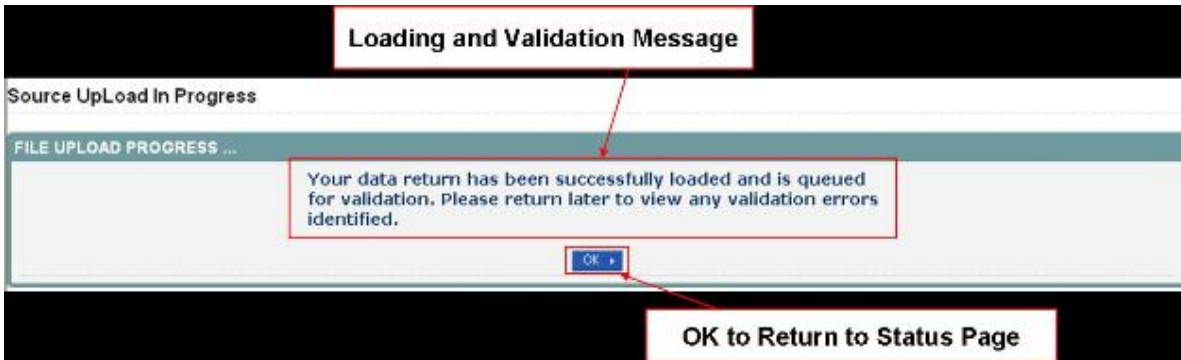 Loading and Validation Message
Source UpLoad In Progress
FILE UPLOAD PROGRESS ...
Your data return has been successfully loaded and is queued
for validation. Please return later to view any validation errors
identified.
OK
OK to Return to Status Page